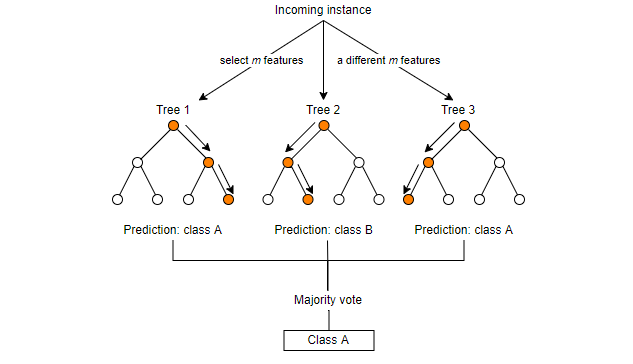 Incoming instance
select m features
a different m features
Tree 1
Tree 2
Tree 3
Prediction: class A
Prediction: class B
Prediction: class A
Majority vote
Class A